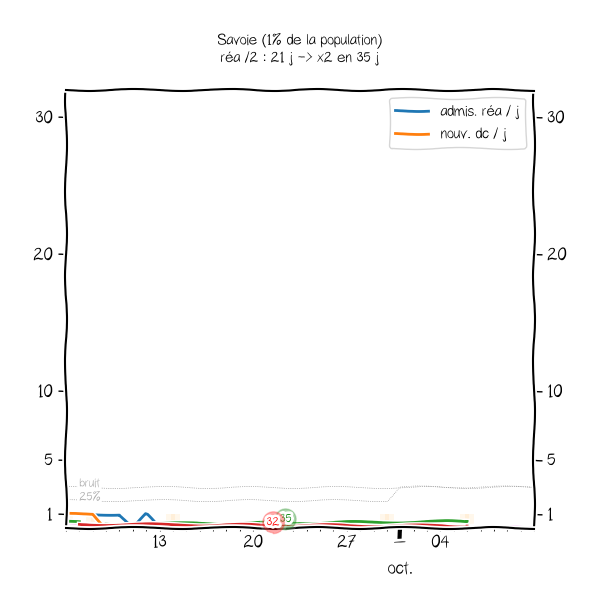 Savoie (1% de la population)
réa /2 : 21 j -> x2 en 35 j
admis. réa / j
nouv. dc / j
30 30
20 20
10 10
5 5
bruit
25%
1 1
32 35
13 20 27 1 04
oct.